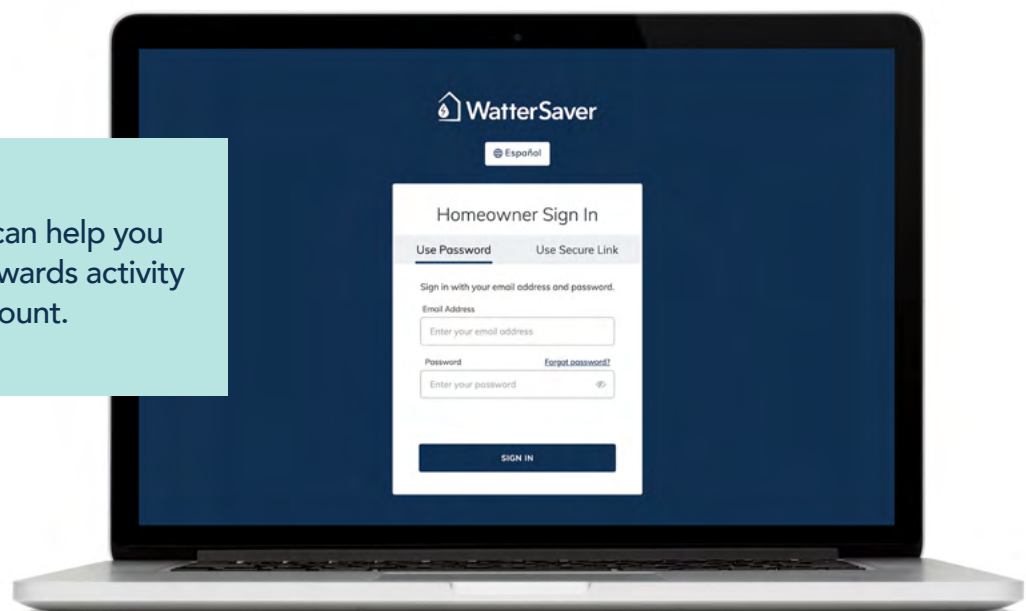 can help you
wards activity
ount.
WatterSaver
Español
Homeowner Sign In
Use Password Use Secure Link
Sign in with your email address and password.
Email Address
Enter your email address
Password Forgot password?
Enter your password
SIGN IN